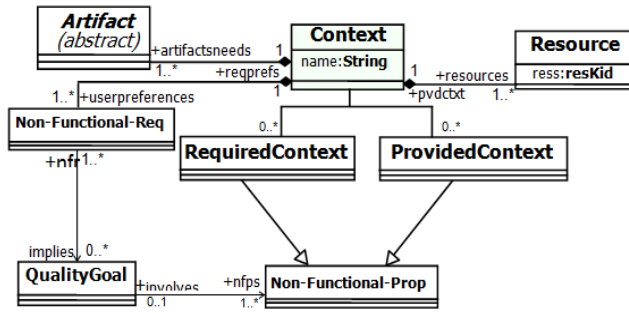 Artifact
(abstract)
+artifactsneeds
1
1..*
Context
name:String
+reqprefs
1
1
+resources
+pvdctxt
1..*
Resource
ress:resKid
1..*
+userpreferences
Non-Functional-Req
0..*
0..*
RequiredContext
ProvidedContext
+nfr
1..*
implies
0..*
QualityGoal
+involves
0..1
+nfps
1..*
Non-Functional-Prop